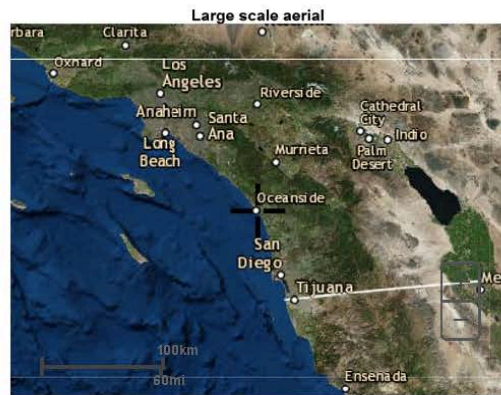 Large scale aerial
rbara
Clarita
Oxnard
Los
Angeles
Riverside
Anaheim
Santa
Ana
Cathedral
City
Long
Beach
Palm
Desert
Indio
Murrieta
Oceanside
San
Diego
Tijuana
Me
-
100km
60mi
Ensenada